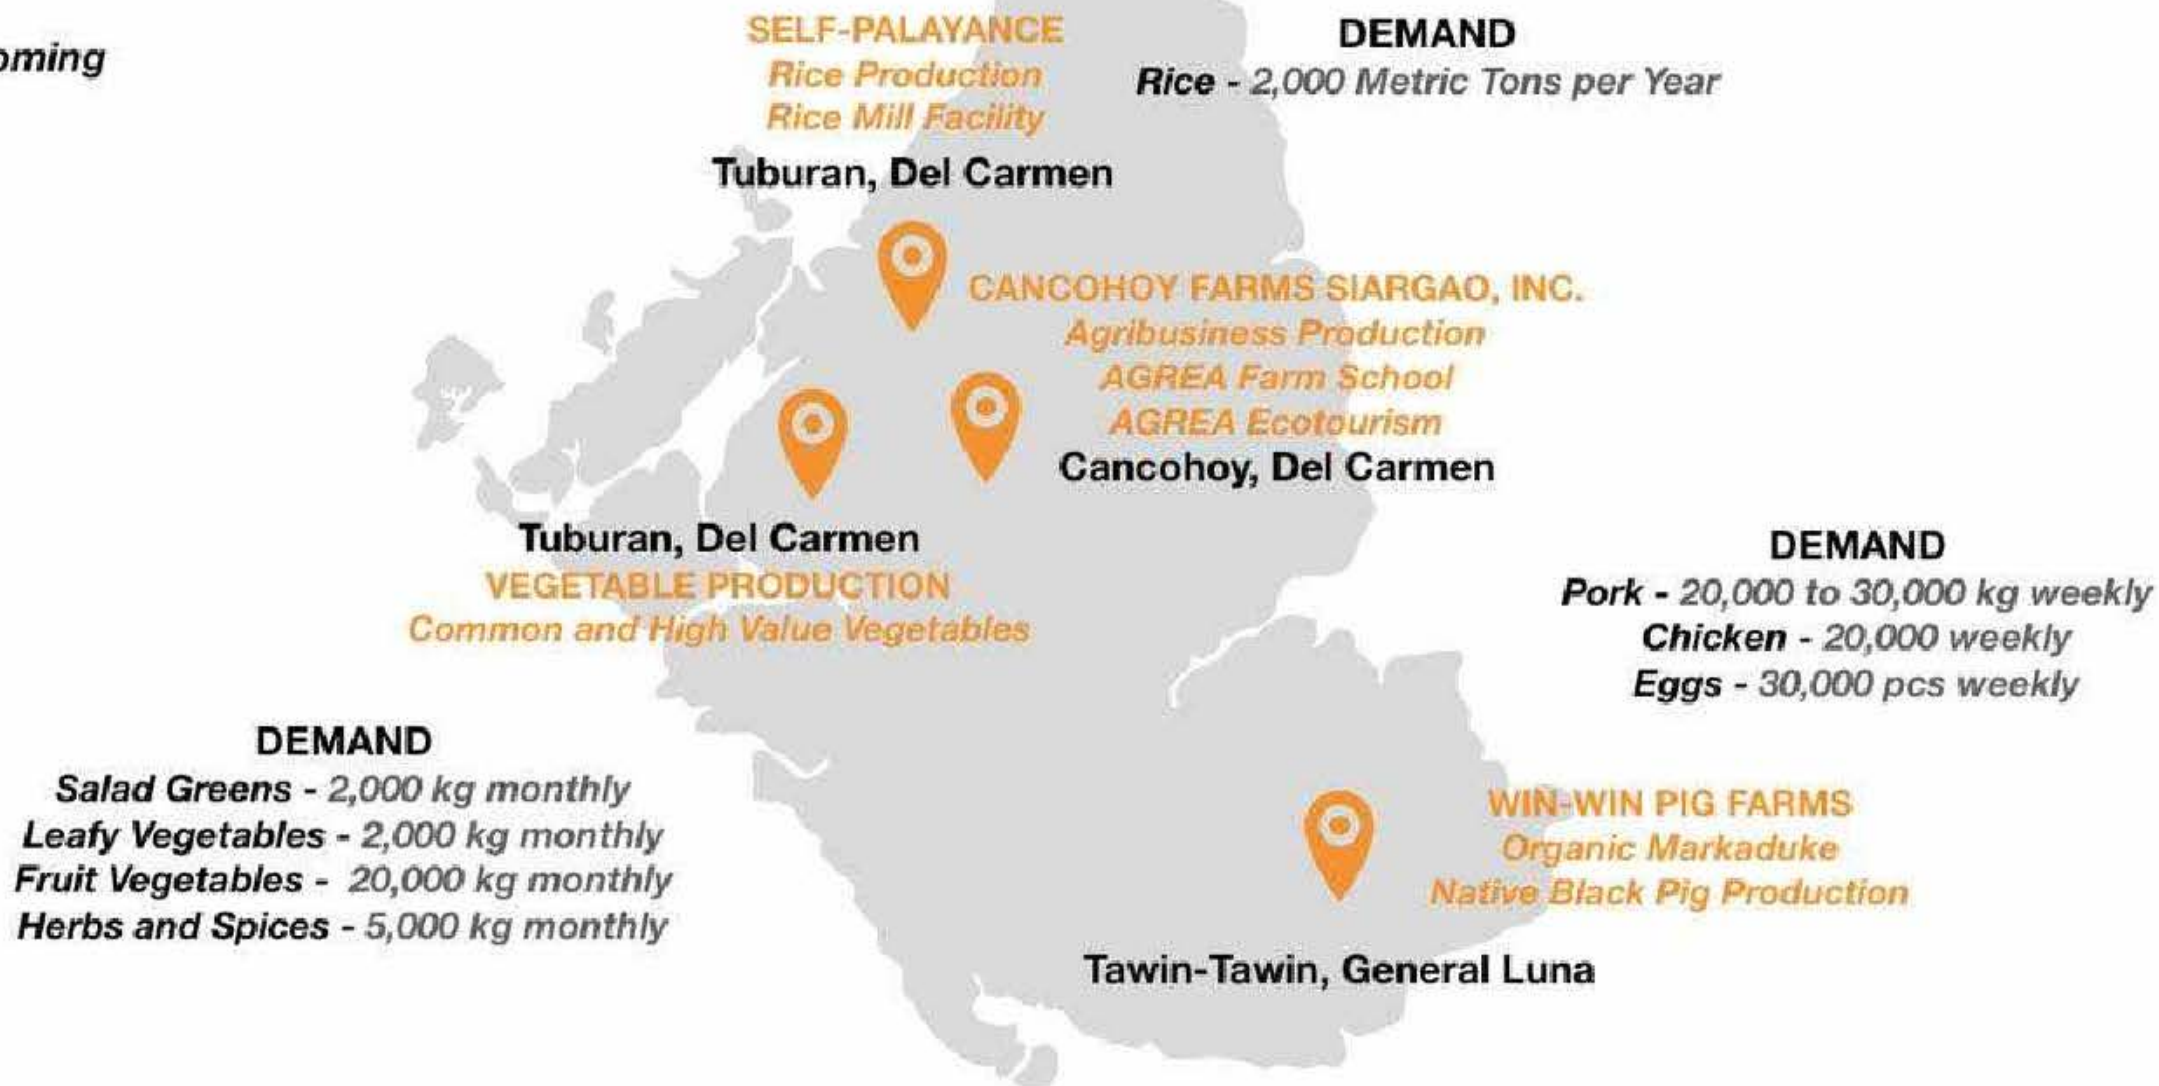 oming
SELF-PALAYANCE
Rice Production
Rice Mill Facility
Tuburan, Del Carmen
DEMAND
Rice - 2,000 Metric Tons per Year
CANCOHOY FARMS SIARGAO, INC.
Agribusiness Production
AGREA Farm School
AGREA Ecotourism
Cancohoy, Del Carmen
Tuburan, Del Carmen
VEGETABLE PRODUCTION
Common and High Value Vegetables
DEMAND
Pork - 20,000 to 30,000 kg weekly
Chicken - 20,000 weekly
Eggs - 30,000 pcs weekly
DEMAND
Salad Greens - 2,000 kg monthly
Leafy Vegetables - 2,000 kg monthly
Fruit Vegetables - 20,000 kg monthly
Herbs and Spices - 5,000 kg monthly
WIN-WIN PIG FARMS
Organic Markaduke
Native Black Pig Production
Tawin-Tawin, General Luna